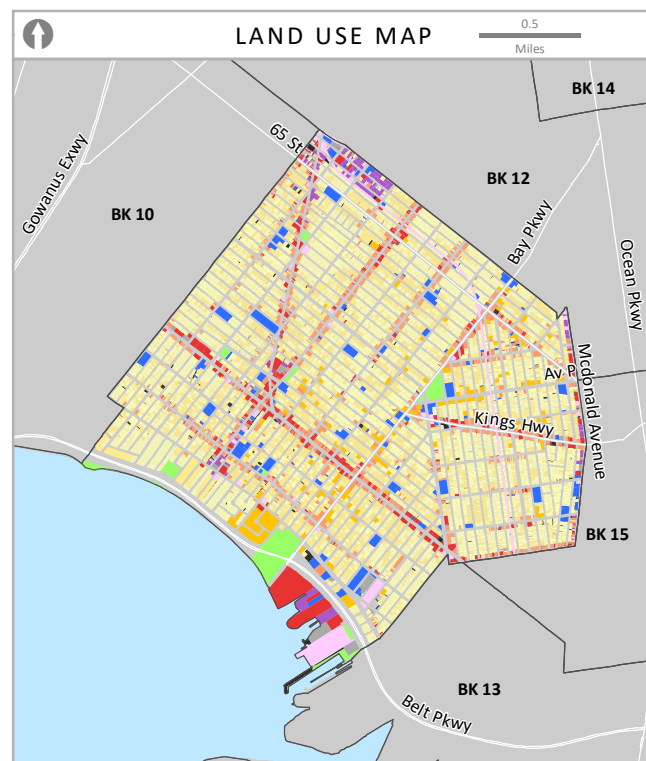 LAND USE MAP
0.5
Miles
BK 14
65 St
Gowanus Exwy
BK 12
BK 10
Bay Pkwy
Ocean Pkwy
Mcdonald Avenue
Av P
Kings Hwy
BK 15
BK 13
Belt Pkwy